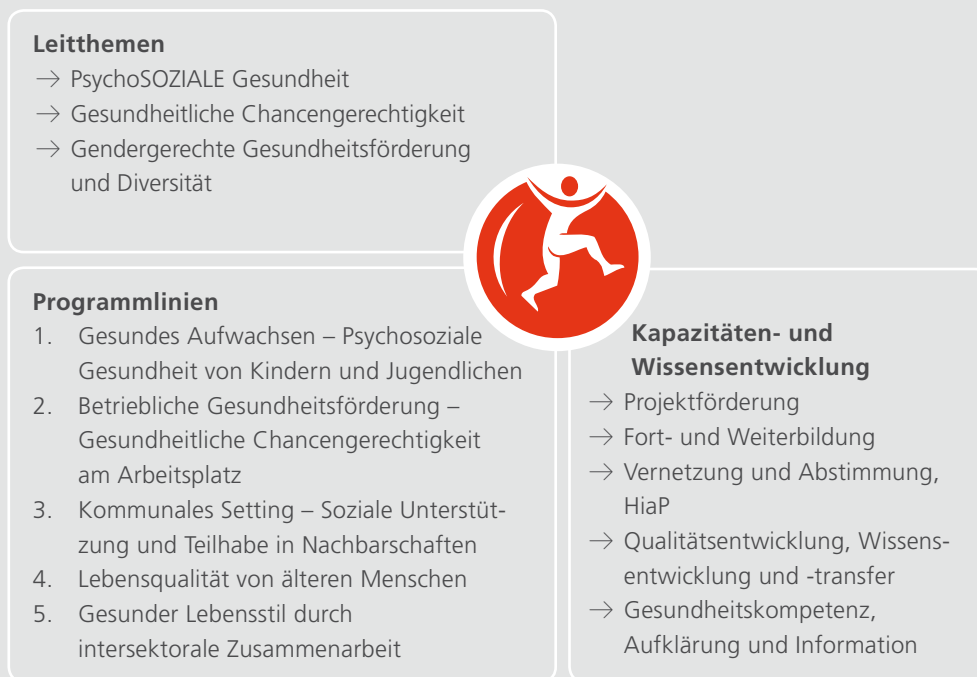 Leitthemen
→ PsychoSOZIALE Gesundheit
→ Gesundheitliche Chancengerechtigkeit
→ Gendergerechte Gesundheitsförderung
und Diversität
Programmlinien
1. Gesundes Aufwachsen – Psychosoziale
Gesundheit von Kindern und Jugendlichen
2. Betriebliche Gesundheitsförderung –
Gesundheitliche Chancengerechtigkeit
am Arbeitsplatz
3. Kommunales Setting – Soziale Unterstüt-
zung und Teilhabe in Nachbarschaften
4. Lebensqualität von älteren Menschen
5. Gesunder Lebensstil durch
intersektorale Zusammenarbeit
Kapazitäten- und
Wissensentwicklung
→ Projektförderung
→ Fort- und Weiterbildung
→ Vernetzung und Abstimmung,
HiaP
→ Qualitätsentwicklung, Wissens-
entwicklung und -transfer
→ Gesundheitskompetenz,
Aufklärung und Information